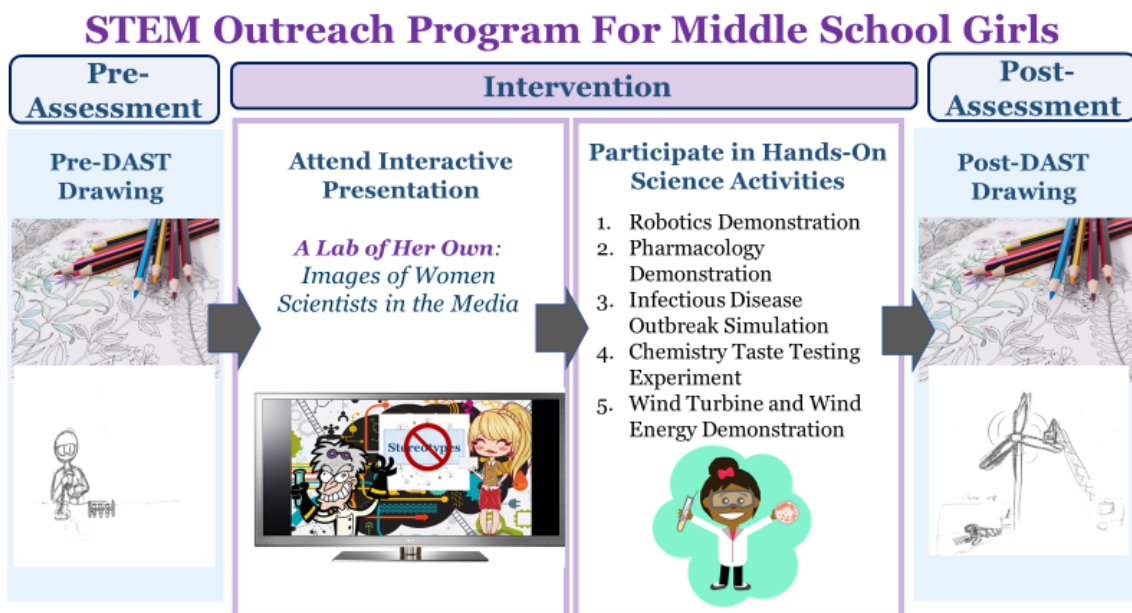 STEM Outreach Program For Middle School Girls
Pre-
Assessment
Intervention
Post-
Assessment
Pre-DAST
Drawing
Attend Interactive
Presentation
A Lab of Her Own:
Images of Women
Scientists in the Media
Stereotypes
Participate in Hands-On
Science Activities
1. Robotics Demonstration
2. Pharmacology
Demonstration
3. Infectious Disease
Outbreak Simulation
4. Chemistry Taste Testing
Experiment
5. Wind Turbine and Wind
Energy Demonstration
Post-DAST
Drawing